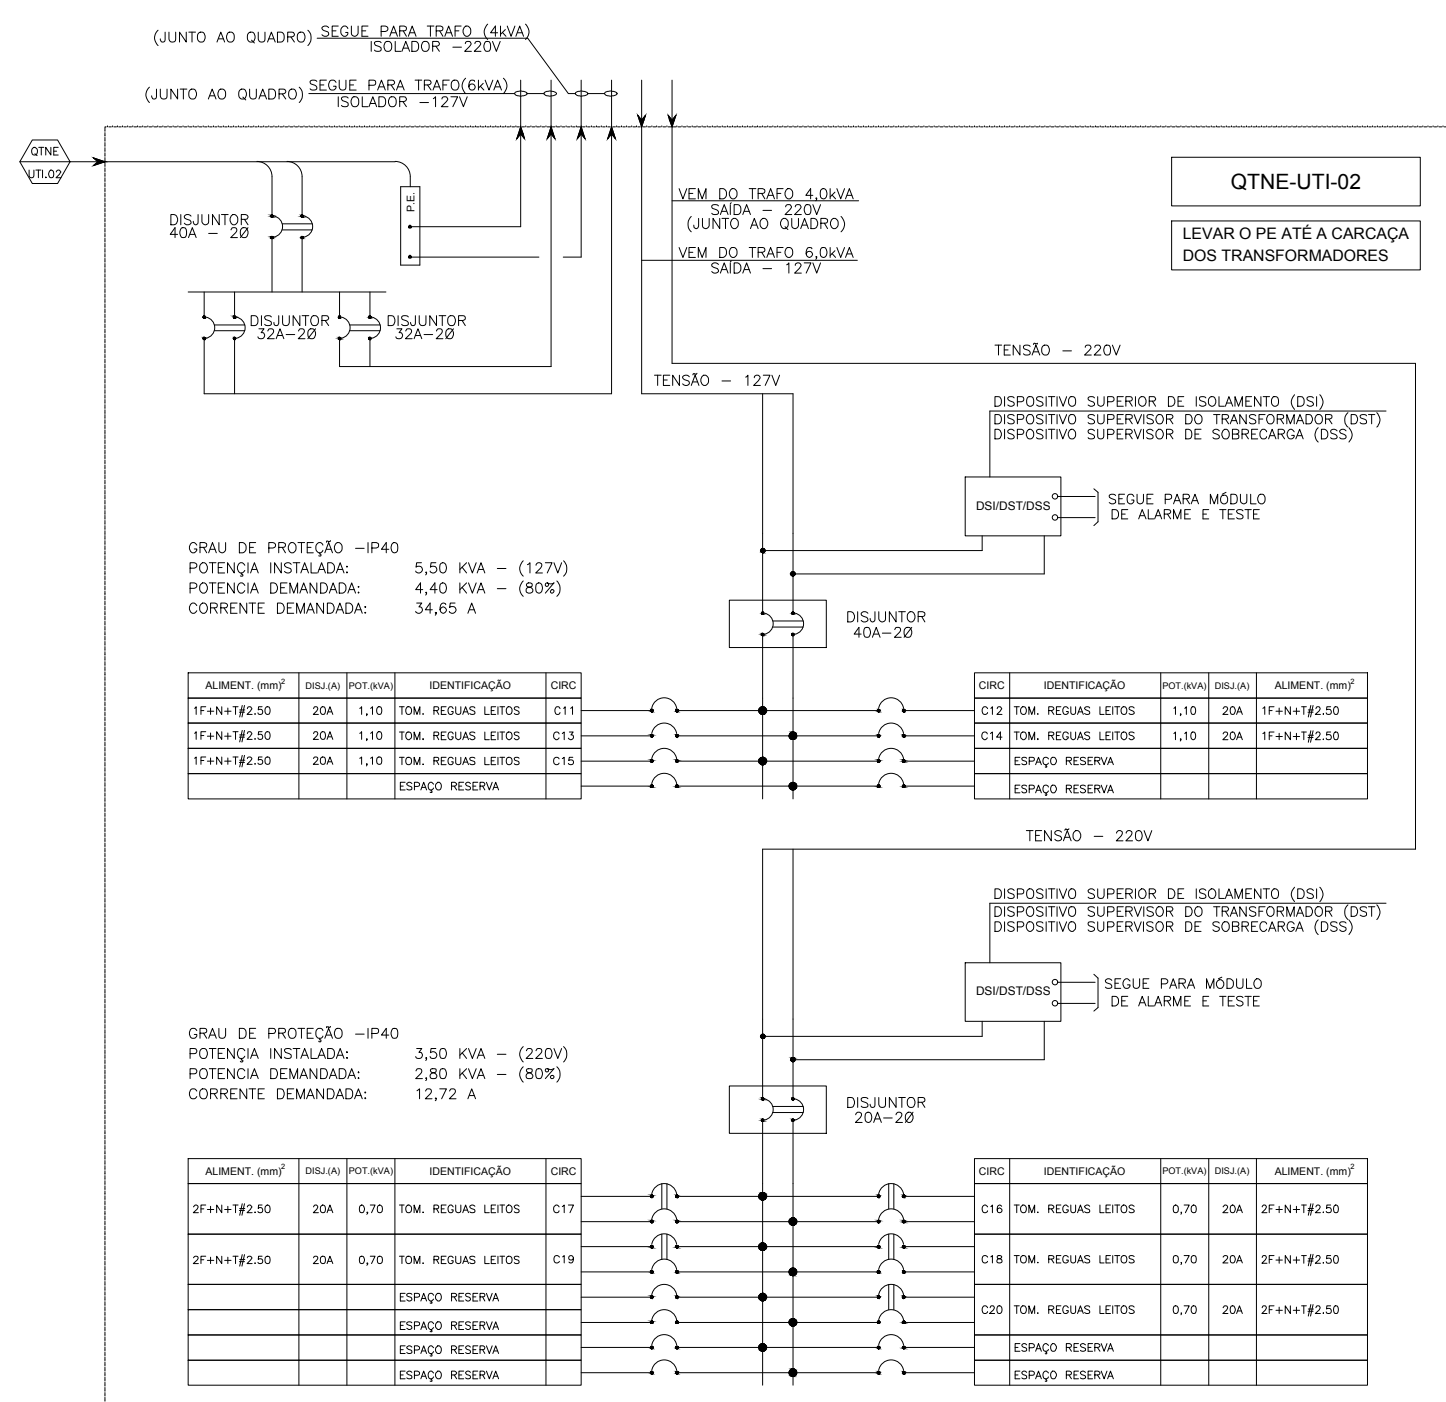 (JUNTO AO QUADRO) SEGUE PARA TRAFO (4kVA)
ISOLADOR -220V
(JUNTO AO QUADRO) SEGUE PARA TRAFO(6kVA)
ISOLADOR -127V
QTNE
UTI.02
P.E.
DISJUNTOR
40A - 2Ø
DISJUNTOR
32A-2Ø
DISJUNTOR
32A-2Ø
VEM DO TRAFO 4,0kVA
SAÍDA - 220V
(JUNTO AO QUADRO)
VEM DO TRAFO 6,0kVA
SAÍDA - 127V
QTNE-UTI-02
LEVAR O PE ATÉ A CARCAÇA
DOS TRANSFORMADORES
TENSÃO - 220V
TENSÃO - 127V
DISPOSITIVO SUPERIOR DE ISOLAMENTO (DSI)
DISPOSITIVO SUPERVISOR DO TRANSFORMADOR (DST)
DISPOSITIVO SUPERVISOR DE SOBRECARGA (DSS)
DSI/DST/DSS
SEGUE PARA MÓDULO
DE ALARME E TESTE
GRAU DE PROTEÇÃO -IP40
POTENÇIA INSTALADA: 5,50 KVA - (127V)
POTENCIA DEMANDADA: 4,40 KVA - (80%)
CORRENTE DEMANDADA: 34,65 A
DISJUNTOR
40A-2Ø
ALIMENT. (mm)² DISJ.(A) POT.(kVA) IDENTIFICAÇÃO CIRC CIRC IDENTIFICAÇÃO POT.(kVA) DISJ.(A) ALIMENT. (mm)²
1F+N+T#2.50 20A 1,10 TOM. REGUAS LEITOS C11 C12 TOM. REGUAS LEITOS 1,10 20A 1F+N+T#2.50
1F+N+T#2.50 20A 1,10 TOM. REGUAS LEITOS C13 C14 TOM. REGUAS LEITOS 1,10 20A 1F+N+T#2.50
1F+N+T#2.50 20A 1,10 TOM. REGUAS LEITOS C15 ESPAÇO RESERVA
ESPAÇO RESERVA ESPAÇO RESERVA
TENSÃO - 220V
DISPOSITIVO SUPERIOR DE ISOLAMENTO (DSI)
DISPOSITIVO SUPERVISOR DO TRANSFORMADOR (DST)
DISPOSITIVO SUPERVISOR DE SOBRECARGA (DSS)
DSI/DST/DSS
SEGUE PARA MÓDULO
DE ALARME E TESTE
GRAU DE PROTEÇÃO -IP40
POTENÇIA INSTALADA: 3,50 KVA - (220V)
POTENCIA DEMANDADA: 2,80 KVA - (80%)
CORRENTE DEMANDADA: 12,72 A
DISJUNTOR
20A-2Ø
ALIMENT. (mm)² DISJ.(A) POT.(kVA) IDENTIFICAÇÃO CIRC CIRC IDENTIFICAÇÃO POT.(kVA) DISJ.(A) ALIMENT. (mm)²
2F+N+T#2.50 20A 0,70 TOM. REGUAS LEITOS C17 C16 TOM. REGUAS LEITOS 0,70 20A 2F+N+T#2.50
2F+N+T#2.50 20A 0,70 TOM. REGUAS LEITOS C19 C18 TOM. REGUAS LEITOS 0,70 20A 2F+N+T#2.50
ESPAÇO RESERVA C20 TOM. REGUAS LEITOS 0,70 20A 2F+N+T#2.50
ESPAÇO RESERVA
ESPAÇO RESERVA ESPAÇO RESERVA
ESPAÇO RESERVA ESPAÇO RESERVA